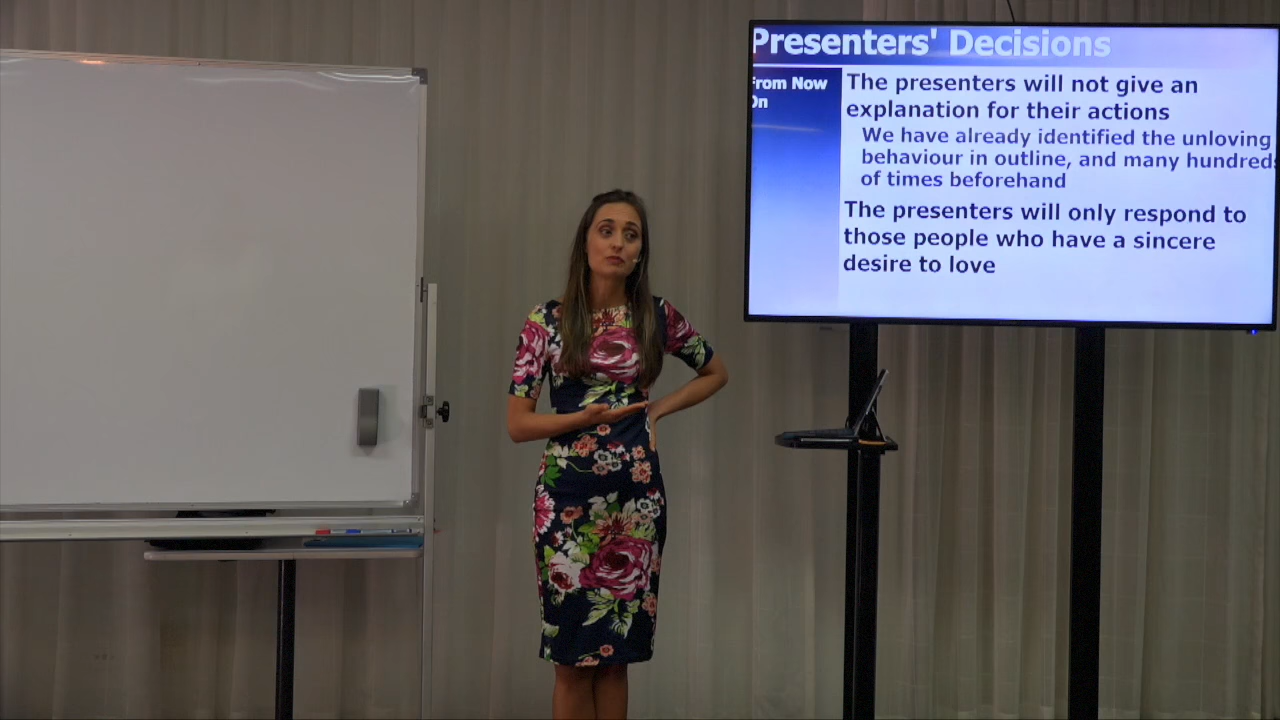 Presenters' Decisions
From Now
On
The presenters will not give an
explanation for their actions
We have already identified the unloving
behaviour in outline, and many hundreds
of times beforehand
The presenters will only respond to
those people who have a sincere
desire to love